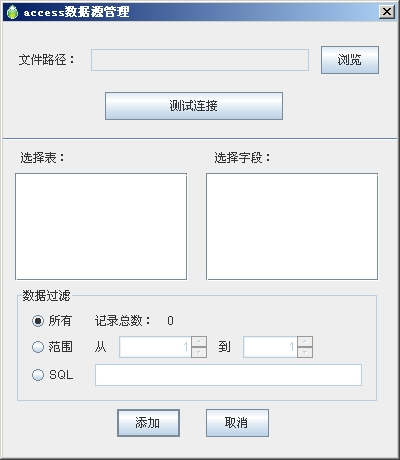 access数据源管理
文件路径：
浏览
测试连接
选择表：
选择字段：
数据过滤
所有 记录总数： 0
范围 从 1 到 1
SQL
添加 取消